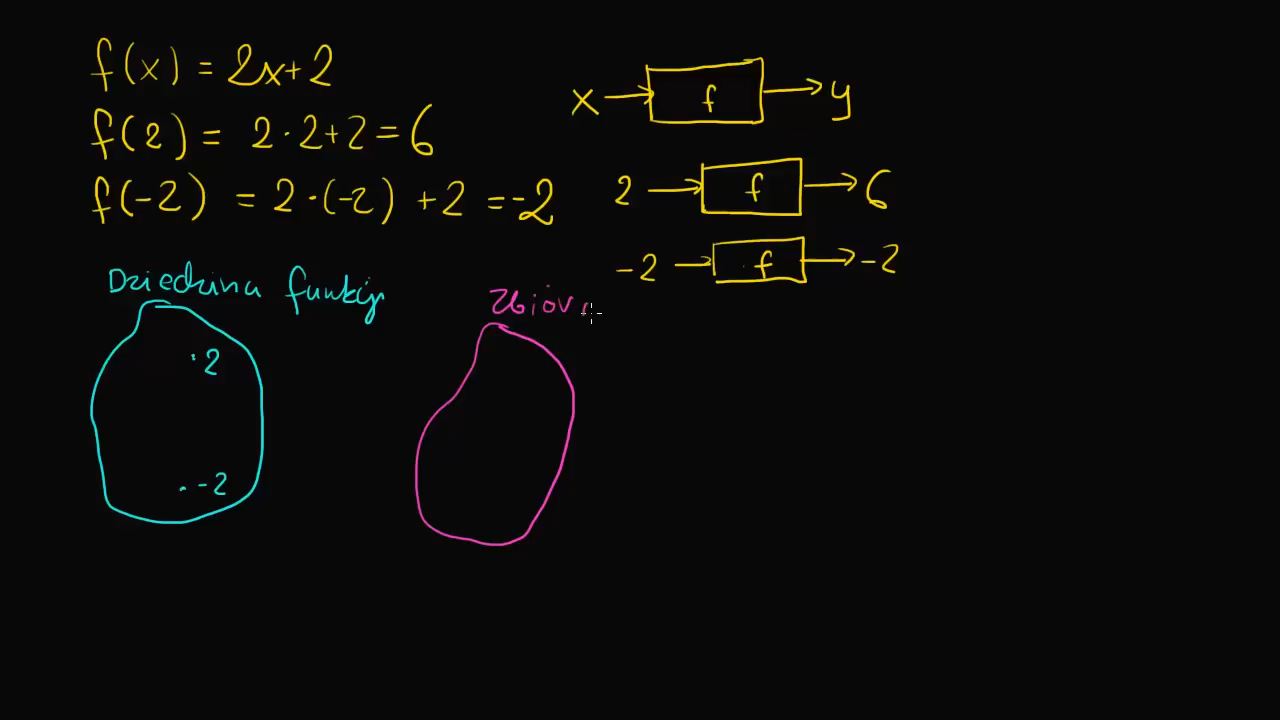 f(x) = 2x+2
f(2) = 2·2+2=6
f(-2) = 2·(-2) +2 =-2
x → f → y
2 → f → 6
-2 → f → -2
Dziedzina funkcji
Zbiór
2
-2